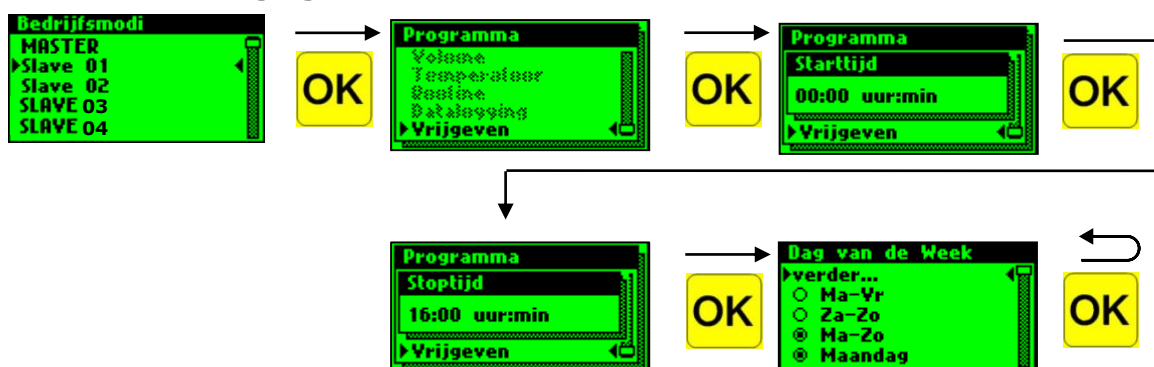 Bedrijfsmodi
MASTER
Slave 01
Slave 02
SLAVE 03
SLAVE 04
OK
Programma
Volume
Temperatuur
Routine
Datalogging
Vrijgeven
OK
Programma
Starttijd
00:00 uur:min
Vrijgeven
OK
Programma
Stoptijd
16:00 uur:min
Vrijgeven
OK
Dag van de Week
verder...
Ma-Vr
Za-Zo
Ma-Zo
Maandag
OK